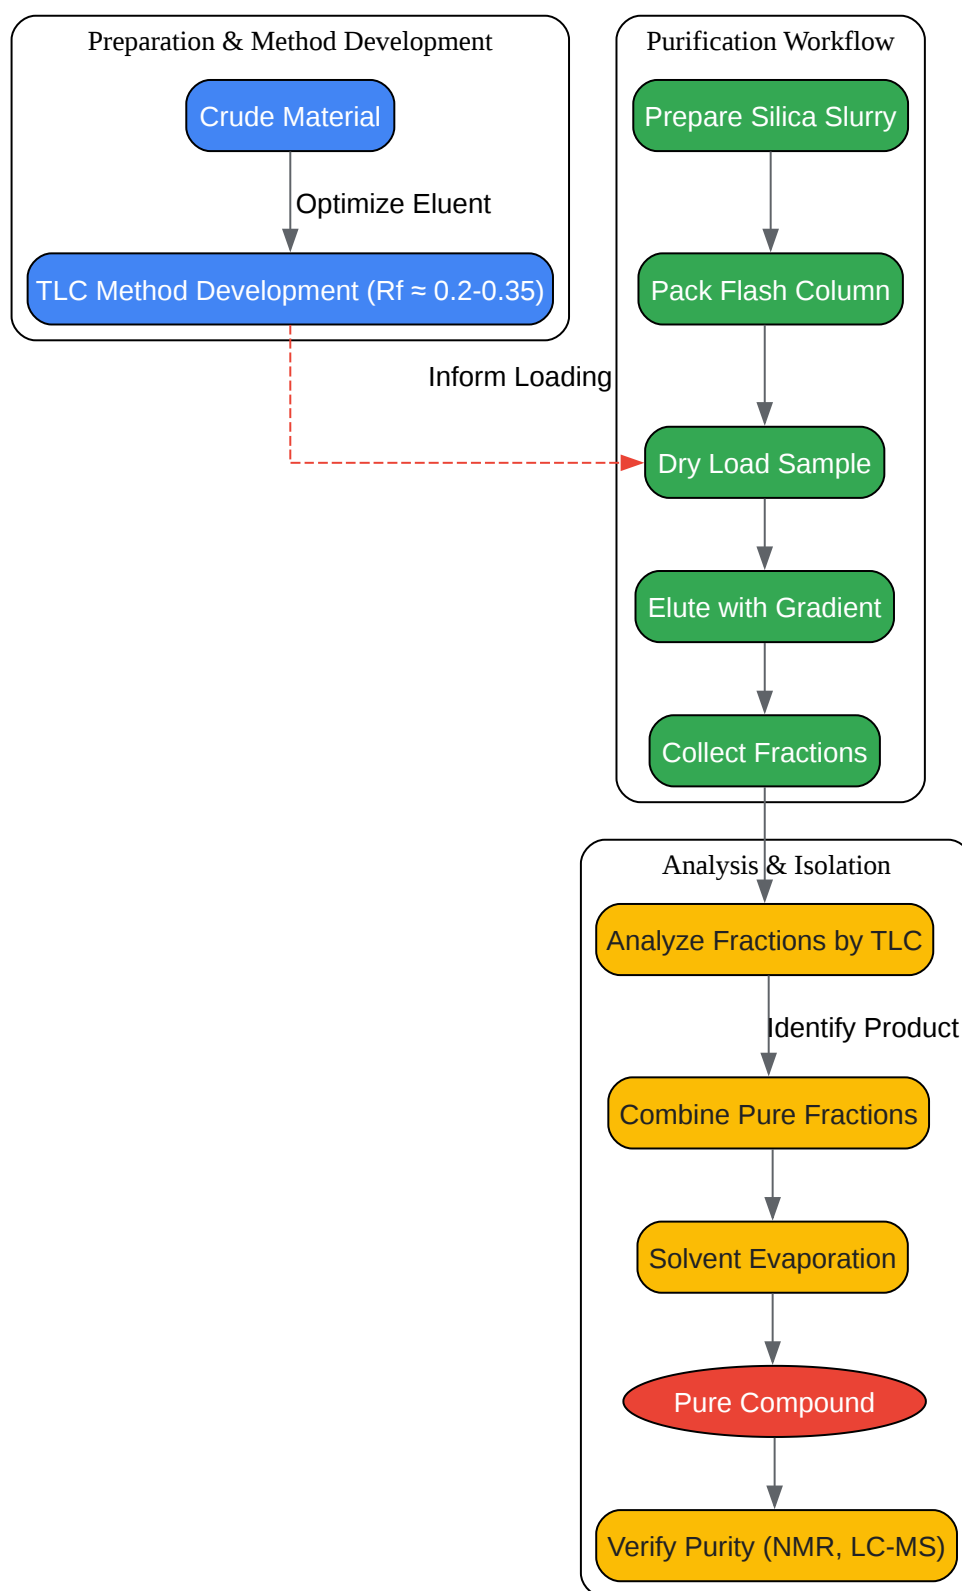 Preparation & Method Development
Crude Material
Optimize Eluent
TLC Method Development (Rf ≈ 0.2-0.35)
Inform Loading
Purification Workflow
Prepare Silica Slurry
Pack Flash Column
Dry Load Sample
Elute with Gradient
Collect Fractions
Analysis & Isolation
Analyze Fractions by TLC
Identify Product
Combine Pure Fractions
Solvent Evaporation
Pure Compound
Verify Purity (NMR, LC-MS)